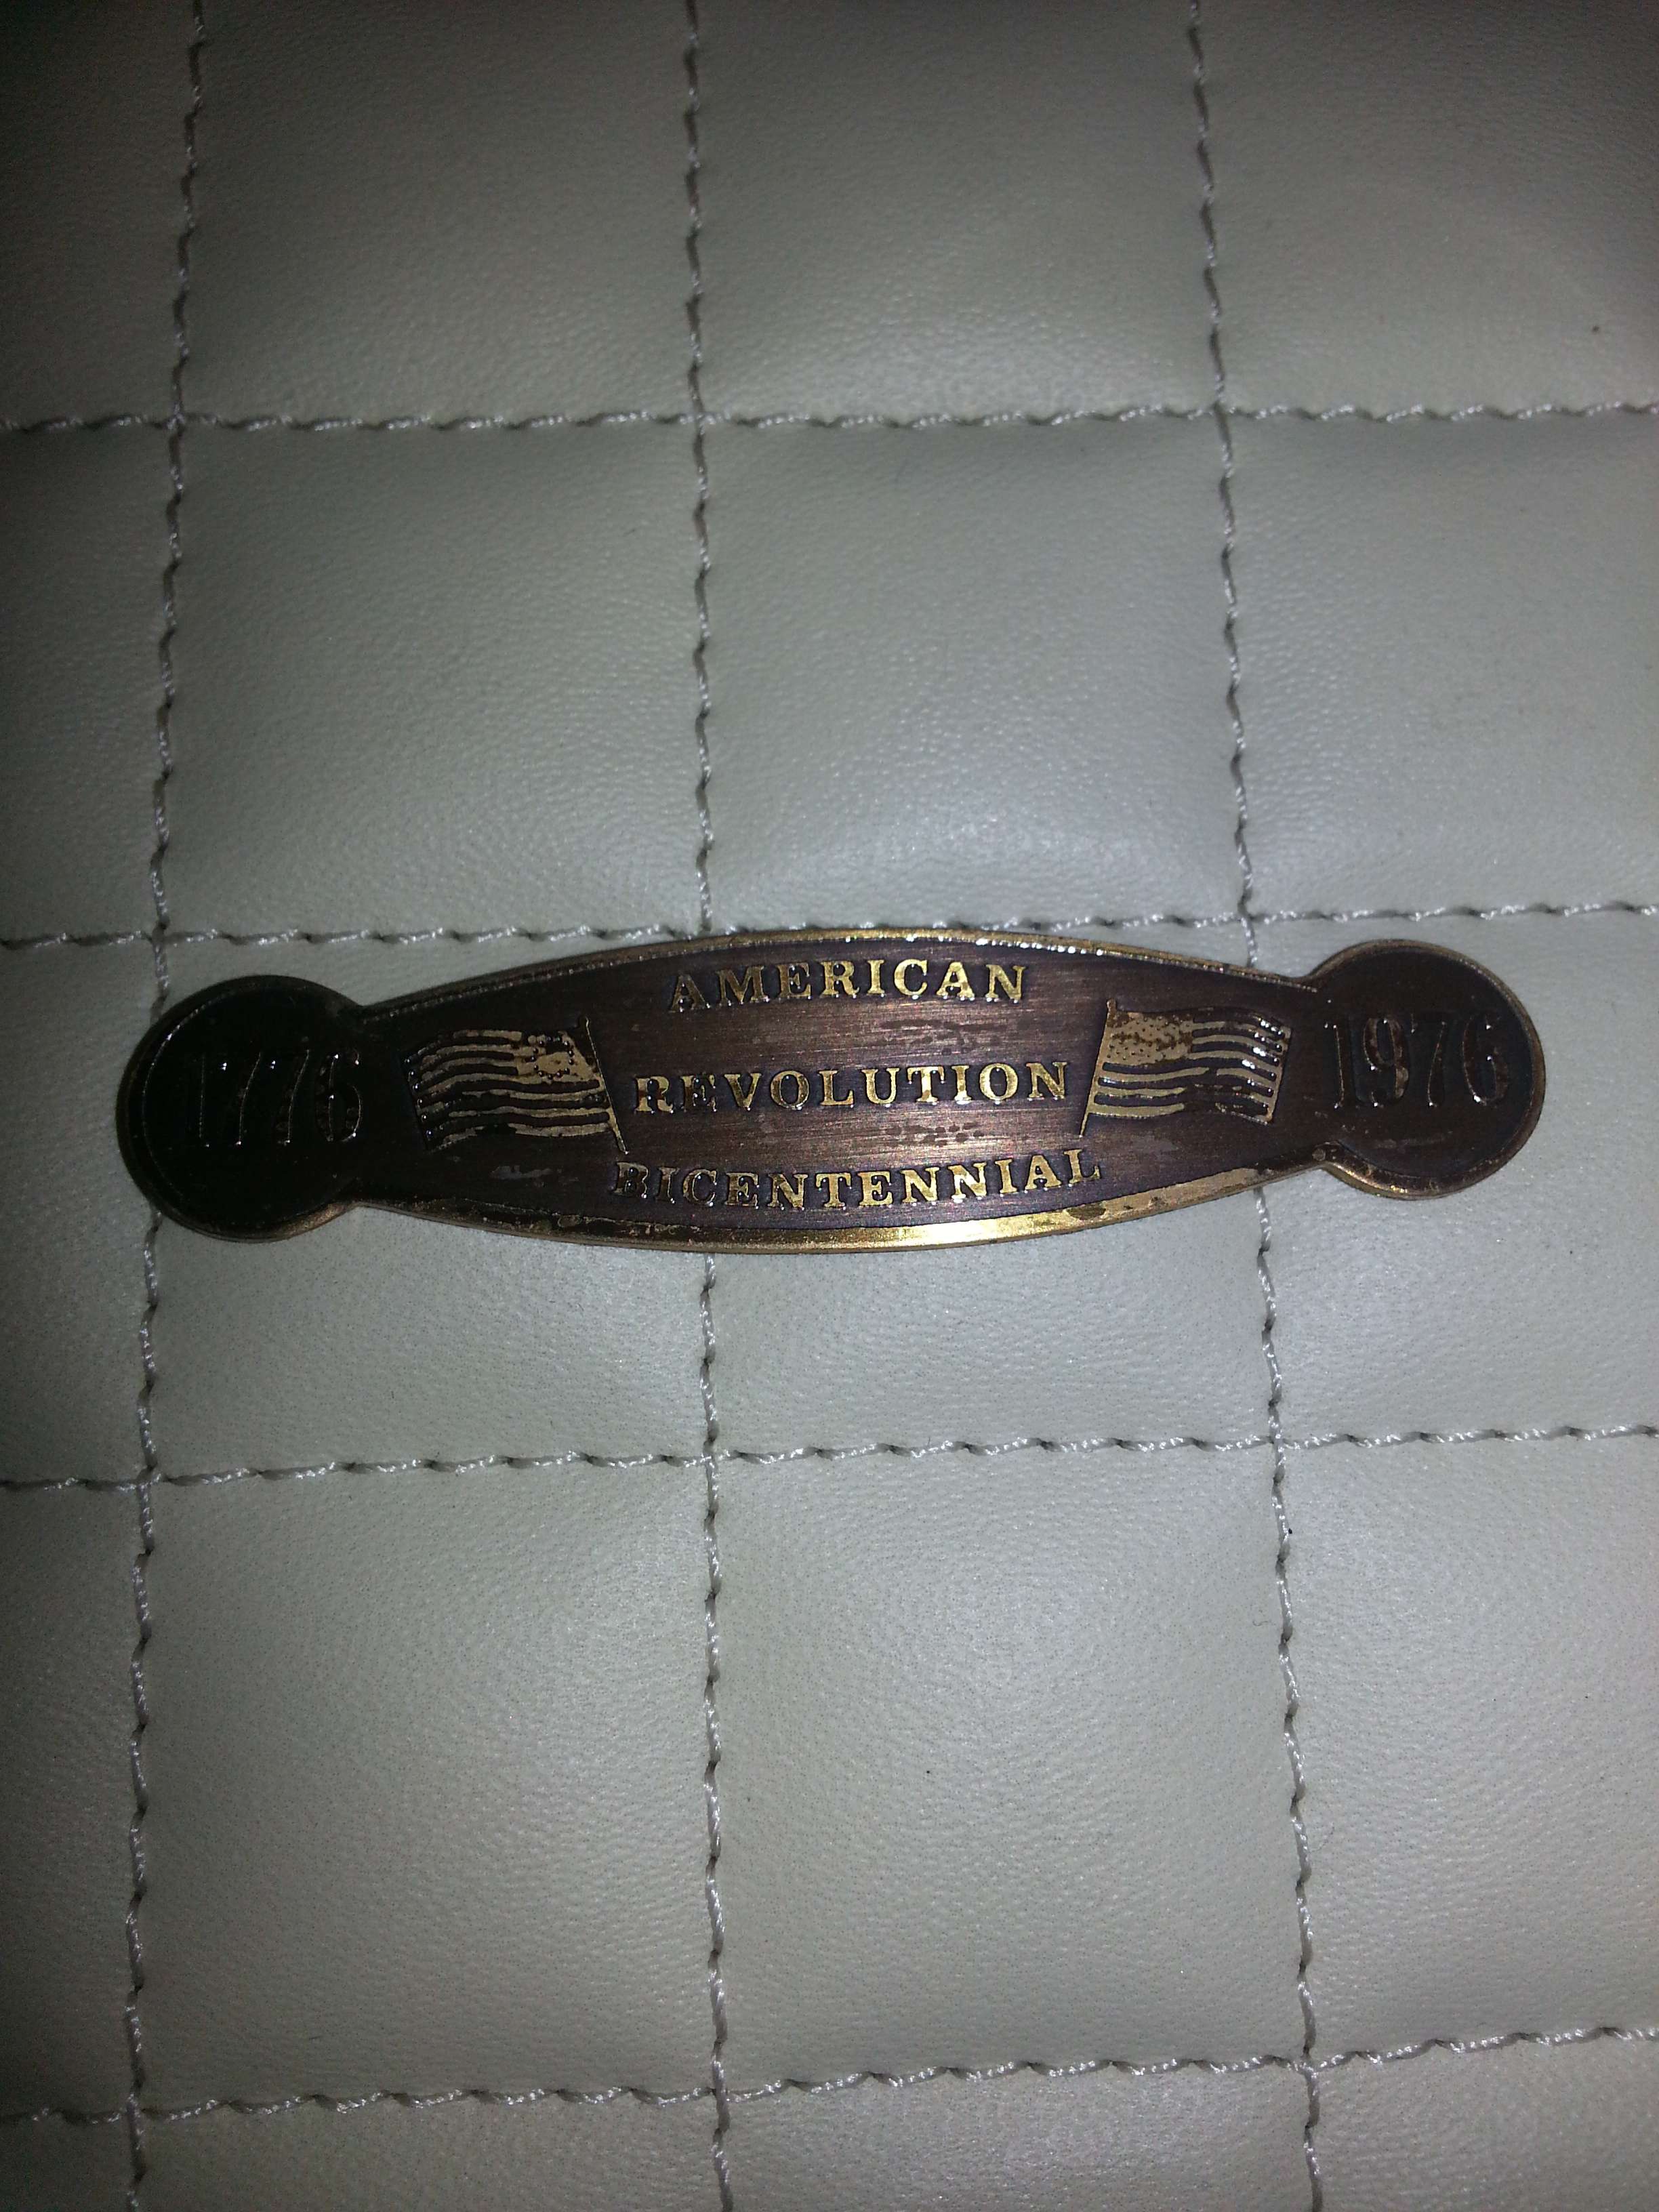 AMERICAN
1776 REVOLUTION 1976
BICENTENNIAL